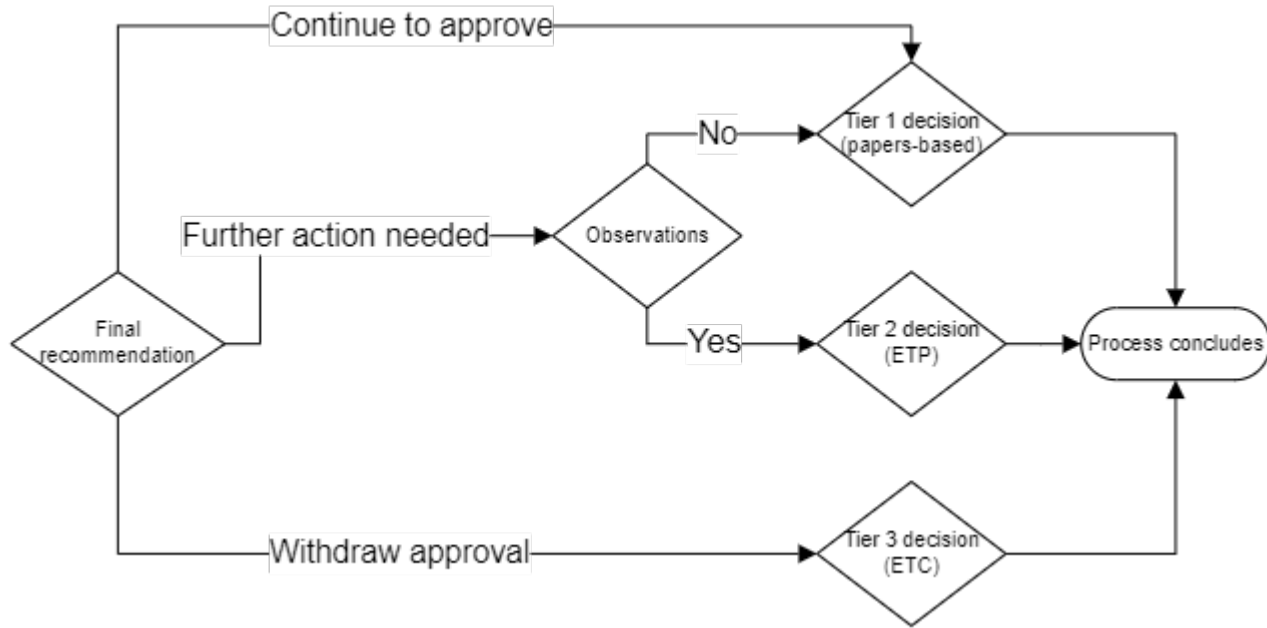 Continue to approve
Tier 1 decision
(papers-based)
No
Further action needed
Observations
Final
recommendation
Yes
Tier 2 decision
(ETP)
Process concludes
Withdraw approval
Tier 3 decision
(ETC)